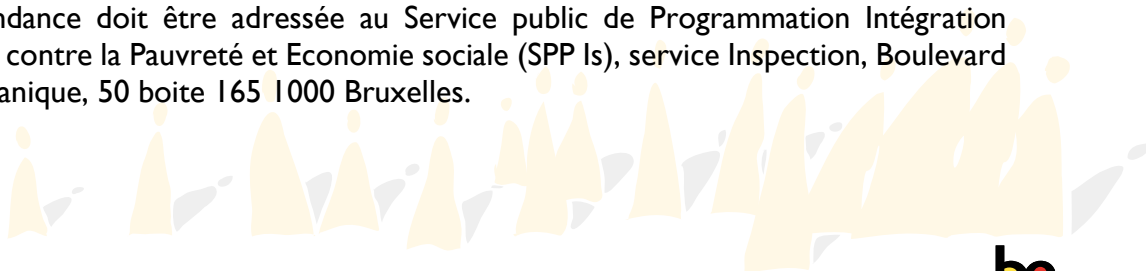 ndance doit être adressée au Service public de Programmation Intégration
contre la Pauvreté et Economie sociale (SPP Is), service Inspection, Boulevard
anique, 50 boite 165 1000 Bruxelles.
be